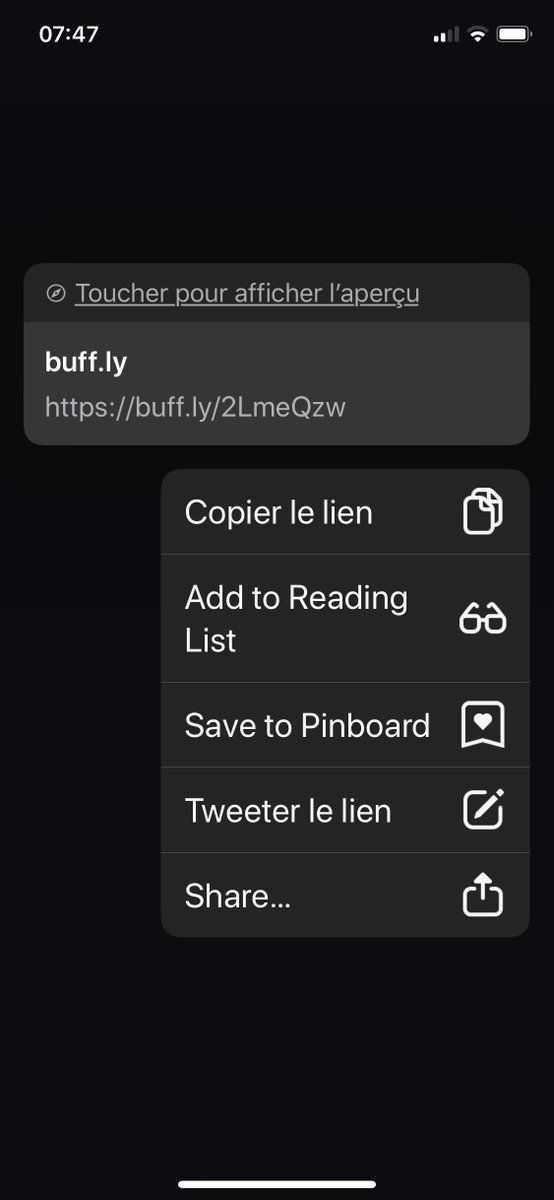 07:47
Toucher pour afficher l’aperçu
buff.ly
https://buff.ly/2LmeQzw
Copier le lien
Add to Reading
List
Save to Pinboard
Tweeter le lien
Share...